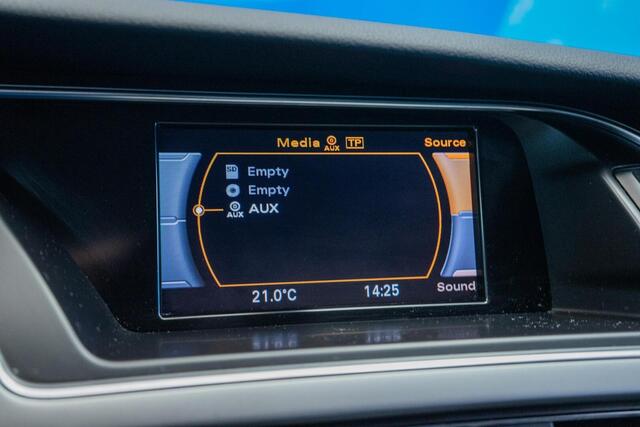 Media AUX TP Source
SD Empty
Empty
AUX AUX
21.0°C 14:25 Sound